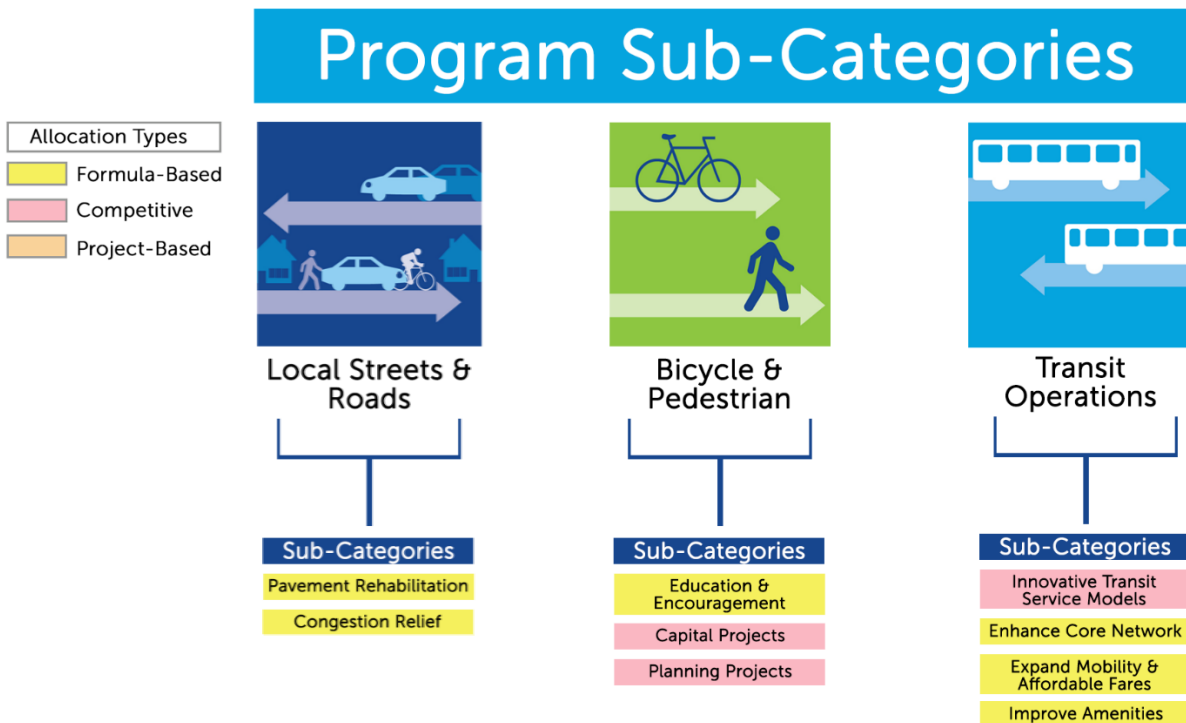 Program Sub-Categories
Allocation Types
Formula-Based
Competitive
Project-Based
Local Streets &
Roads
Sub-Categories
Pavement Rehabilitation
Congestion Relief
Bicycle &
Pedestrian
Sub-Categories
Education &
Encouragement
Capital Projects
Planning Projects
Transit
Operations
Sub-Categories
Innovative Transit
Service Models
Enhance Core Network
Expand Mobility &
Affordable Fares
Improve Amenities